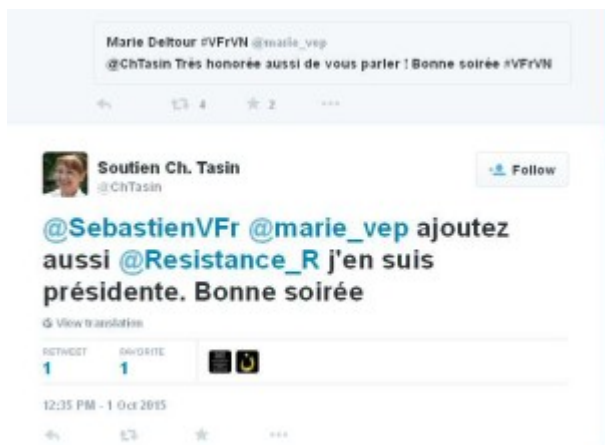 Marie Deltour #VFrVN @marie_vep
@ChTasin Très honorée aussi de vous parler ! Bonne soirée #VFrVN
4 2
Soutien Ch. Tasin
@ChTasin
Follow
@SebastienVFr @marie_vep ajoutez
aussi @Resistance_R j'en suis
présidente. Bonne soirée
View translation
RETWEET FAVORITE
1 1
12:35 PM - 1 Oct 2015